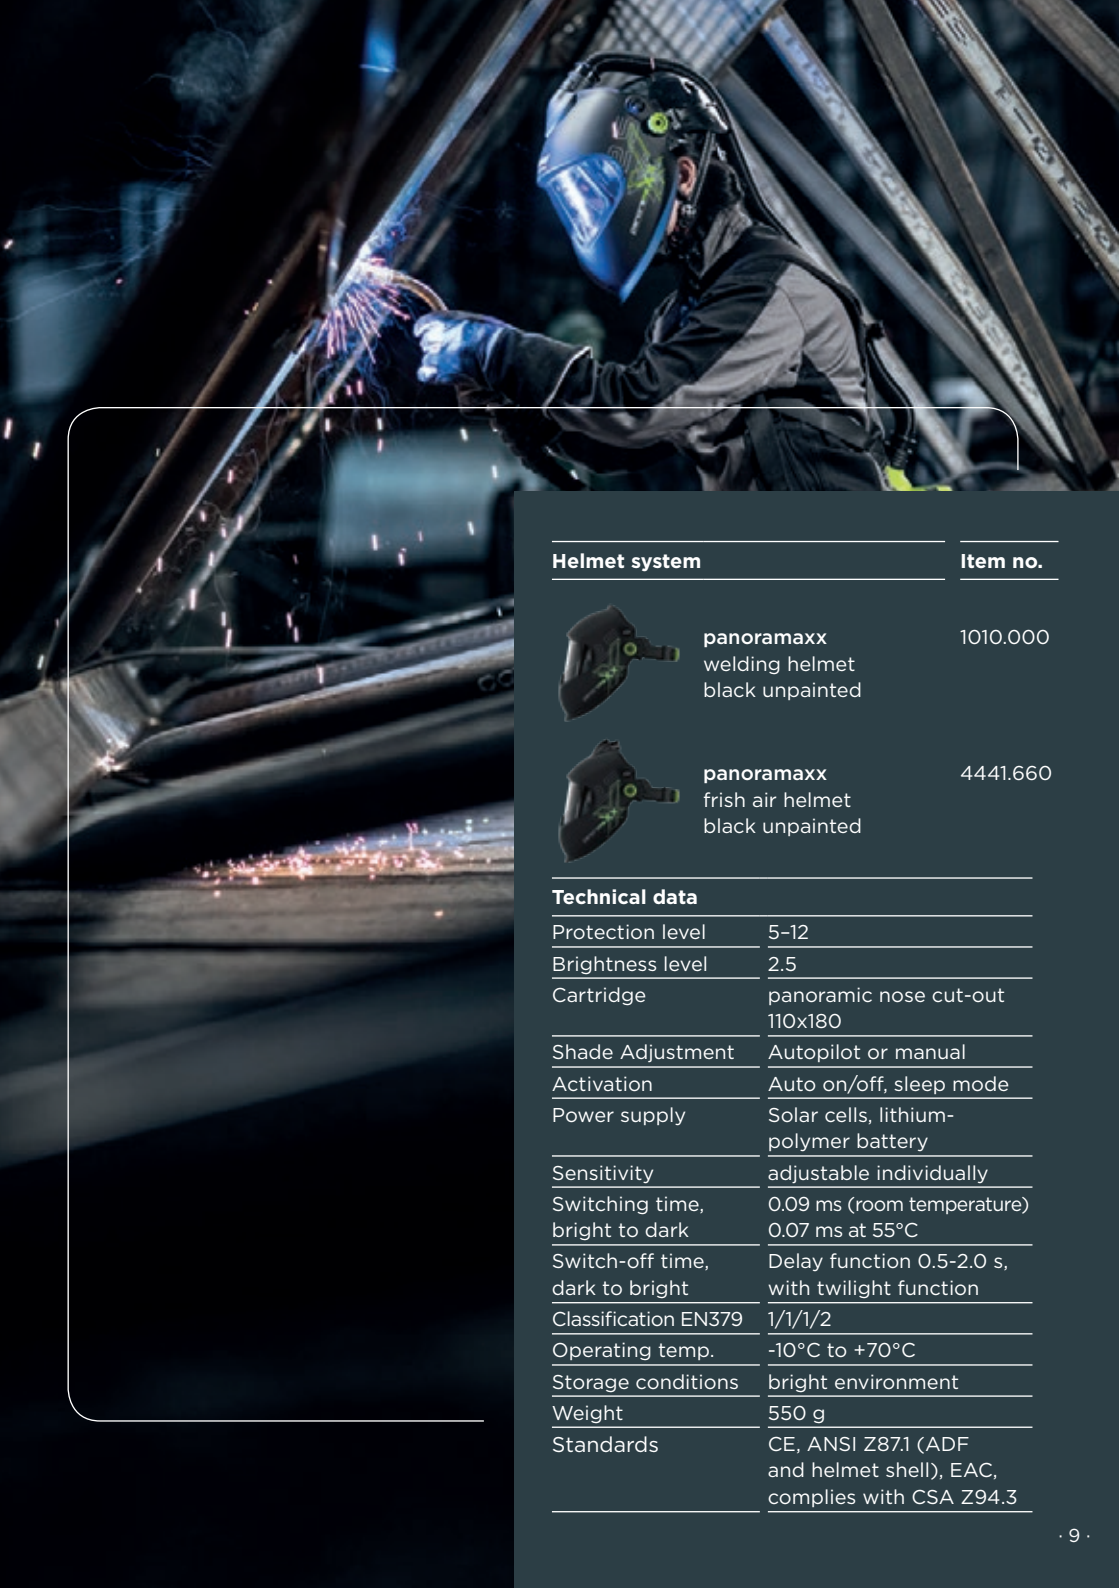 Helmet system Item no.
panoramaxx 1010.000
welding helmet
black unpainted
panoramaxx 4441.660
frish air helmet
black unpainted
Technical data
Protection level 5–12
Brightness level 2.5
Cartridge panoramic nose cut-out
110x180
Shade Adjustment Autopilot or manual
Activation Auto on/off, sleep mode
Power supply Solar cells, lithium-
polymer battery
Sensitivity adjustable individually
Switching time, 0.09 ms (room temperature)
bright to dark 0.07 ms at 55°C
Switch-off time, Delay function 0.5-2.0 s,
dark to bright with twilight function
Classification EN379 1/1/1/2
Operating temp. -10°C to +70°C
Storage conditions bright environment
Weight 550 g
Standards CE, ANSI Z87.1 (ADF
and helmet shell), EAC,
complies with CSA Z94.3
· 9 ·